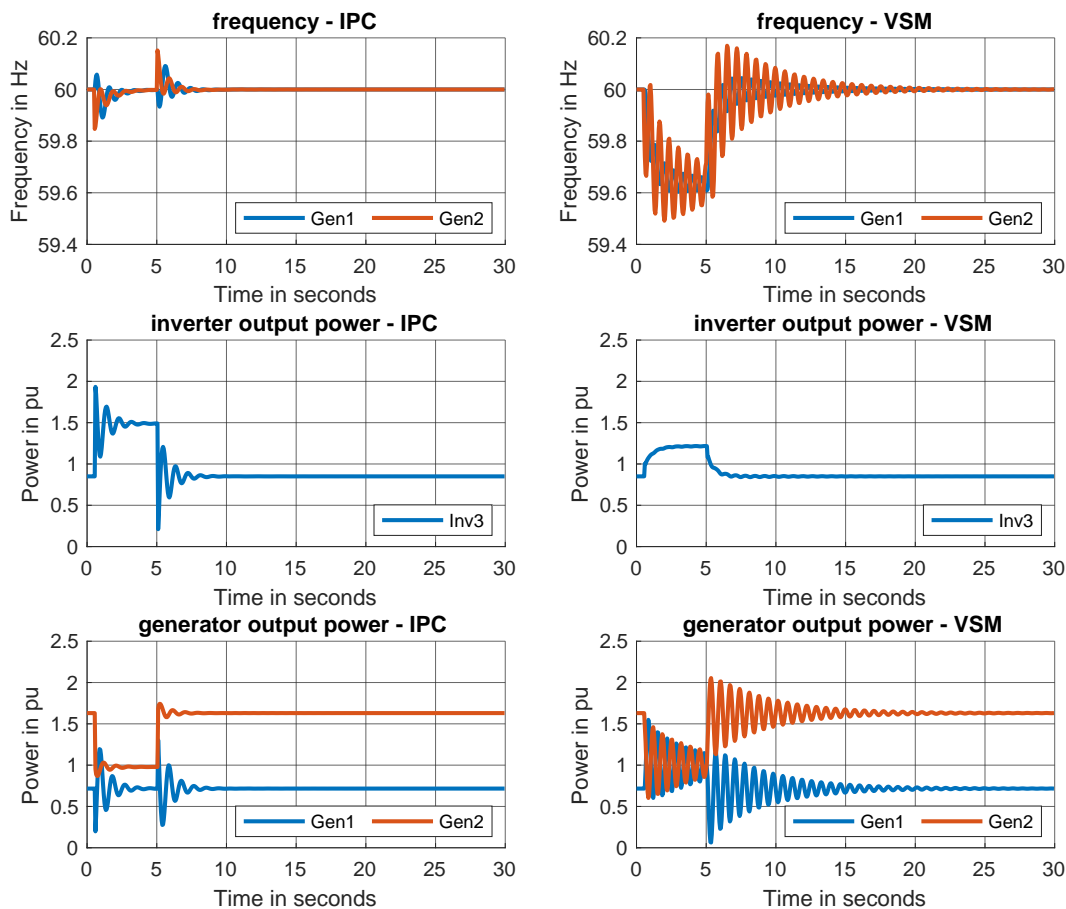 frequency - IPC
60.2
60
59.8
59.6
59.4
Frequency in Hz
Gen1 Gen2
0 5 10 15 20 25 30
Time in seconds
frequency - VSM
60.2
60
59.8
59.6
59.4
Frequency in Hz
Gen1 Gen2
0 5 10 15 20 25 30
Time in seconds
inverter output power - IPC
2.5
2
1.5
1
0.5
0
Power in pu
Inv3
0 5 10 15 20 25 30
Time in seconds
inverter output power - VSM
2.5
2
1.5
1
0.5
0
Power in pu
Inv3
0 5 10 15 20 25 30
Time in seconds
generator output power - IPC
2.5
2
1.5
1
0.5
0
Power in pu
Gen1 Gen2
0 5 10 15 20 25 30
Time in seconds
generator output power - VSM
2.5
2
1.5
1
0.5
0
Power in pu
Gen1 Gen2
0 5 10 15 20 25 30
Time in seconds